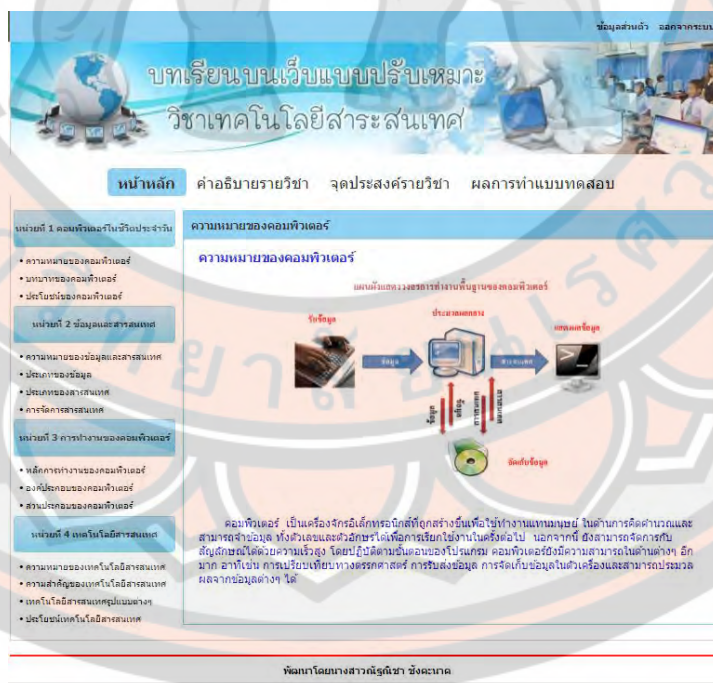 ข้อมูลส่วนตัว ออกจากระบบ
บทเรียนบนเว็บแบบปรับเหมาะ
วิชาเทคโนโลยีสาระสนเทศ
หน้าหลัก คำอธิบายรายวิชา จุดประสงค์รายวิชา ผลการทำแบบทดสอบ
หน่วยที่ 1 คอมพิวเตอร์ในชีวิตประจำวัน
• ความหมายของคอมพิวเตอร์
• บทบาทของคอมพิวเตอร์
• ประโยชน์ของคอมพิวเตอร์
หน่วยที่ 2 ข้อมูลและสารสนเทศ
• ความหมายของข้อมูลและสารสนเทศ
• ประเภทของข้อมูล
• ประเภทของสารสนเทศ
• การจัดการสารสนเทศ
หน่วยที่ 3 การทำงานของคอมพิวเตอร์
• หลักการทำงานของคอมพิวเตอร์
• องค์ประกอบของคอมพิวเตอร์
• ส่วนประกอบของคอมพิวเตอร์
หน่วยที่ 4 เทคโนโลยีสารสนเทศ
• ความหมายของเทคโนโลยีสารสนเทศ
• ความสำคัญของเทคโนโลยีสารสนเทศ
• เทคโนโลยีสารสนเทศรูปแบบต่างๆ
• ประโยชน์เทคโนโลยีสารสนเทศ
ความหมายของคอมพิวเตอร์
ความหมายของคอมพิวเตอร์
แผนผังแสดงวงจรการทำงานพื้นฐานของคอมพิวเตอร์
รับข้อมูล
ประมวลผลกลาง
แสดงผลข้อมูล
ข้อมูล
สารสนเทศ
ข้อมูล
ข้อมูล
สารสนเทศ
สารสนเทศ
จัดเก็บข้อมูล
คอมพิวเตอร์ เป็นเครื่องจักรอิเล็กทรอนิกส์ที่ถูกสร้างขึ้นเพื่อใช้ทำงานแทนมนุษย์ ในด้านการคิดคำนวณและ
สามารถจำข้อมูล ทั้งตัวเลขและตัวอักษรได้เพื่อการเรียกใช้งานในครั้งต่อไป นอกจากนี้ ยังสามารถจัดการกับ
สัญลักษณ์ได้ด้วยความเร็วสูง โดยปฏิบัติตามขั้นตอนของโปรแกรม คอมพิวเตอร์ยังมีความสามารถในด้านต่างๆ อีก
มาก อาทิเช่น การเปรียบเทียบทางตรรกศาสตร์ การรับส่งข้อมูล การจัดเก็บข้อมูลในตัวเครื่องและสามารถประมวล
ผลจากข้อมูลต่างๆ ได้
พัฒนาโดยนางสาวณัฐณิชา ชังคะนาค